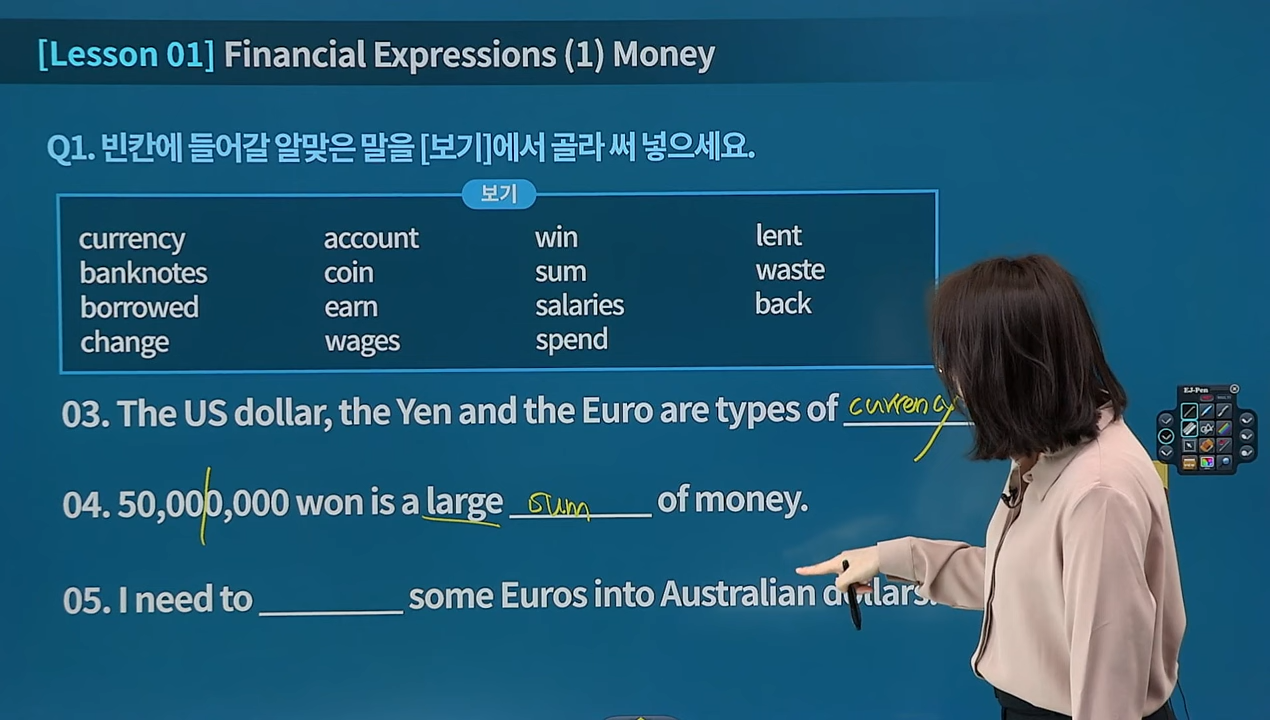 [Lesson 01] Financial Expressions (1) Money
Q1. 빈칸에 들어갈 알맞은 말을 [보기]에서 골라 써 넣으세요.
보기
currency account win lent
banknotes coin sum waste
borrowed earn salaries back
change wages spend
03. The US dollar, the Yen and the Euro are types of currency
04. 50,000,000 won is a large sum of money.
05. I need to ________ some Euros into Australian dollars.
EJ-Pen